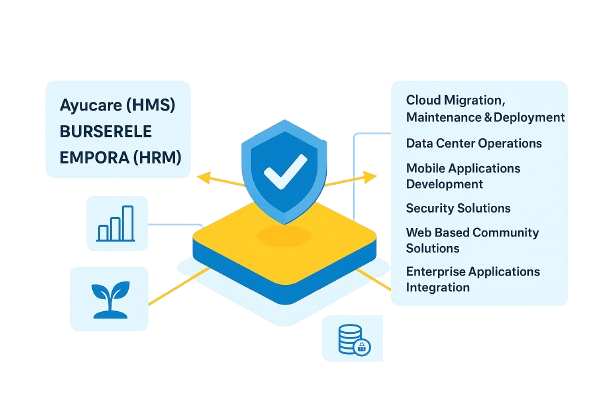 Ayucare (HMS)
BURSERELE
EMPORA (HRM)
Cloud Migration,
Maintenance & Deployment
Data Center Operations
Mobile Applications
Development
Security Solutions
Web Based Community
Solutions
Enterprise Applications
Integration